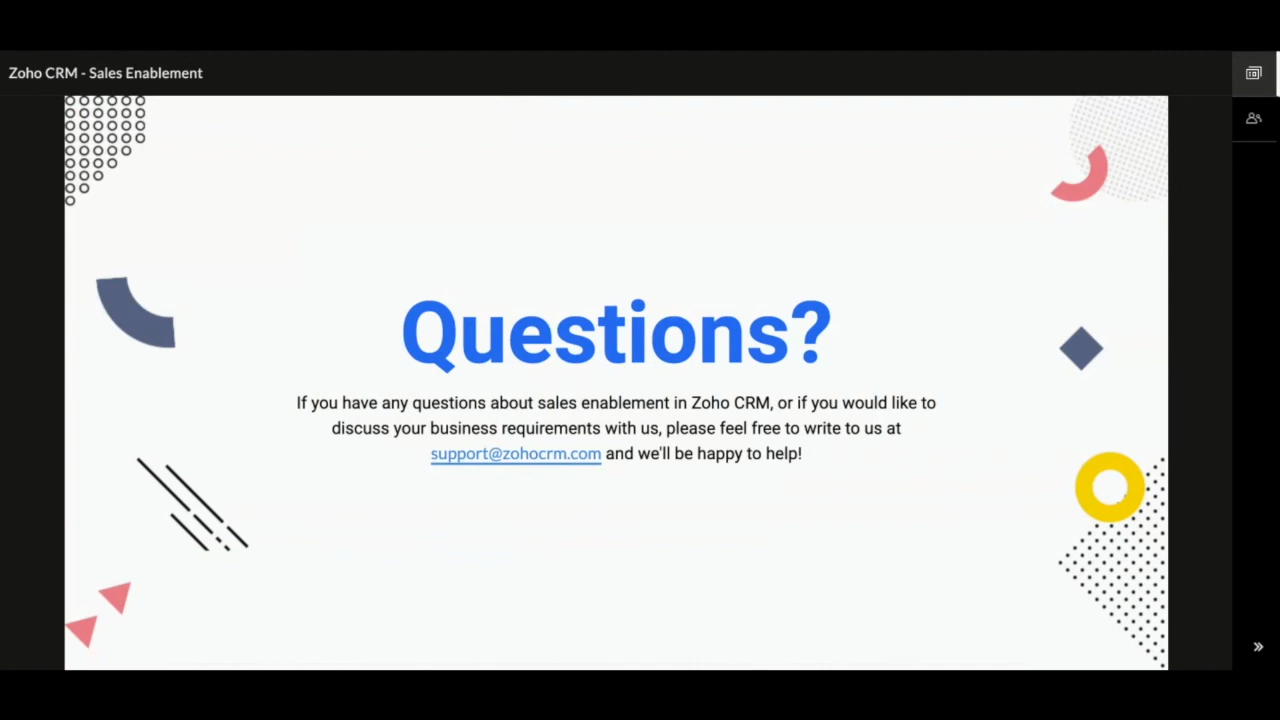 Zoho CRM - Sales Enablement
Questions?
If you have any questions about sales enablement in Zoho CRM, or if you would like to
discuss your business requirements with us, please feel free to write to us at
support@zohocrm.com and we'll be happy to help!